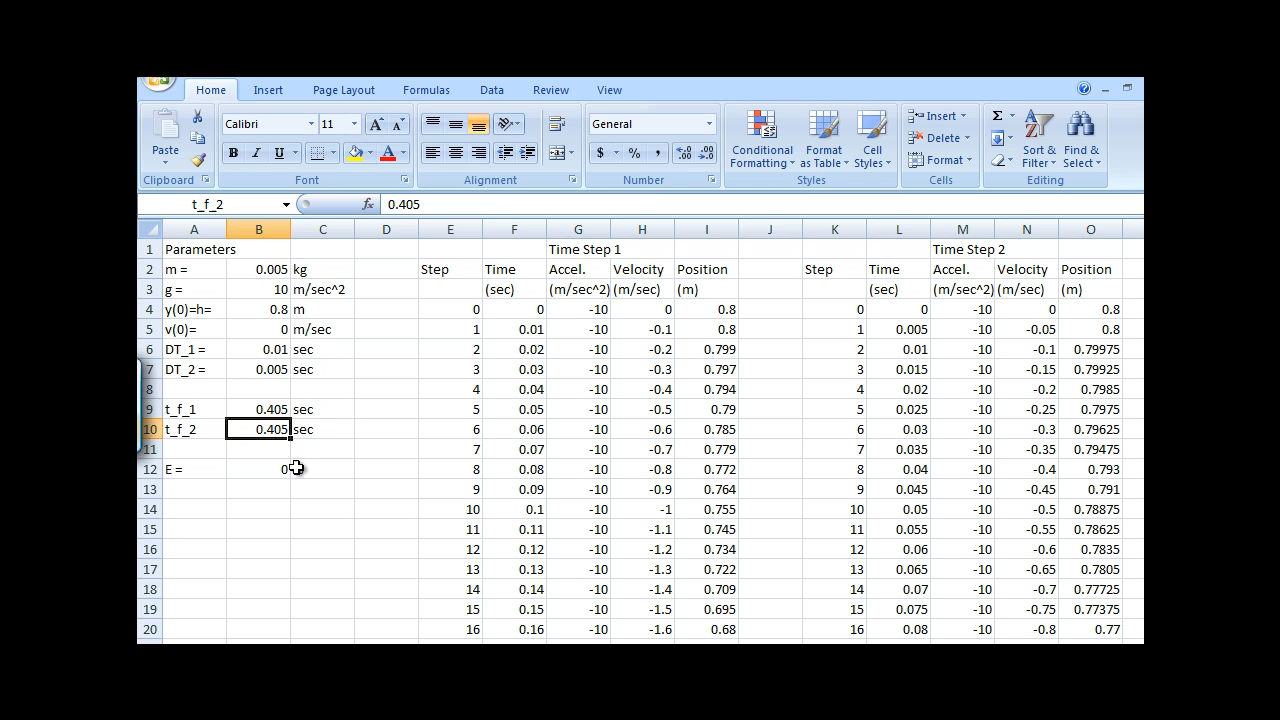 Home Insert Page Layout Formulas Data Review View
Calibri 11 General Insert
Paste Conditional Format Cell Delete Sort & Find &
Formatting as Table Styles Format Filter Select
Clipboard Font Alignment Number Styles Cells Editing
t_f_2 fx 0.405
A B C D E F G H I J K L M N O
1 Parameters Time Step 1 Time Step 2
2 m = 0.005 kg Step Time Accel. Velocity Position Step Time Accel. Velocity Position
3 g = 10 m/sec^2 (sec) (m/sec^2) (m/sec) (m) (sec) (m/sec^2) (m/sec) (m)
4 y(0)=h= 0.8 m 0 0 -10 0 0.8 0 0 -10 0 0.8
5 v(0)= 0 m/sec 1 0.01 -10 -0.1 0.8 1 0.005 -10 -0.05 0.8
6 DT_1 = 0.01 sec 2 0.02 -10 -0.2 0.799 2 0.01 -10 -0.1 0.79975
7 DT_2 = 0.005 sec 3 0.03 -10 -0.3 0.797 3 0.015 -10 -0.15 0.79925
8 4 0.04 -10 -0.4 0.794 4 0.02 -10 -0.2 0.7985
9 t_f_1 0.405 sec 5 0.05 -10 -0.5 0.79 5 0.025 -10 -0.25 0.7975
10 t_f_2 0.405 sec 6 0.06 -10 -0.6 0.785 6 0.03 -10 -0.3 0.79625
11 7 0.07 -10 -0.7 0.779 7 0.035 -10 -0.35 0.79475
12 E = 0 8 0.08 -10 -0.8 0.772 8 0.04 -10 -0.4 0.793
13 9 0.09 -10 -0.9 0.764 9 0.045 -10 -0.45 0.791
14 10 0.1 -10 -1 0.755 10 0.05 -10 -0.5 0.78875
15 11 0.11 -10 -1.1 0.745 11 0.055 -10 -0.55 0.78625
16 12 0.12 -10 -1.2 0.734 12 0.06 -10 -0.6 0.7835
17 13 0.13 -10 -1.3 0.722 13 0.065 -10 -0.65 0.7805
18 14 0.14 -10 -1.4 0.709 14 0.07 -10 -0.7 0.77725
19 15 0.15 -10 -1.5 0.695 15 0.075 -10 -0.75 0.77375
20 16 0.16 -10 -1.6 0.68 16 0.08 -10 -0.8 0.77